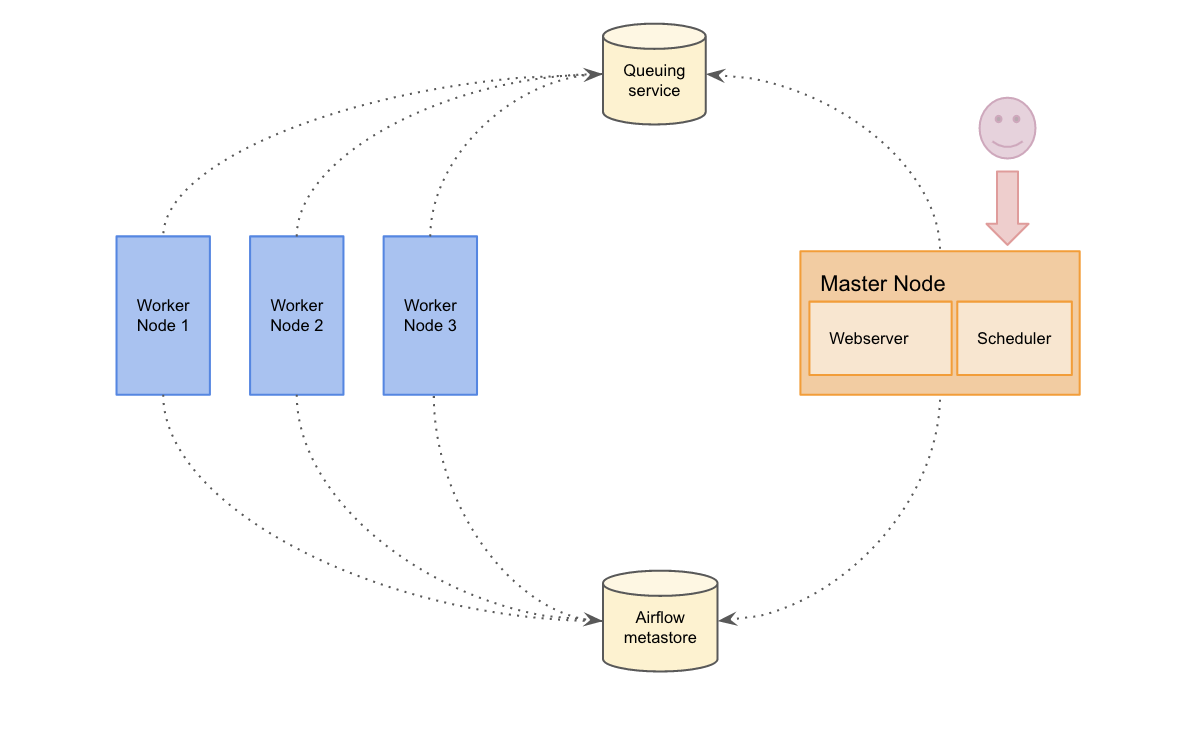 Queuing
service
Worker
Node 1
Worker
Node 2
Worker
Node 3
Master Node
Webserver
Scheduler
Airflow
metastore